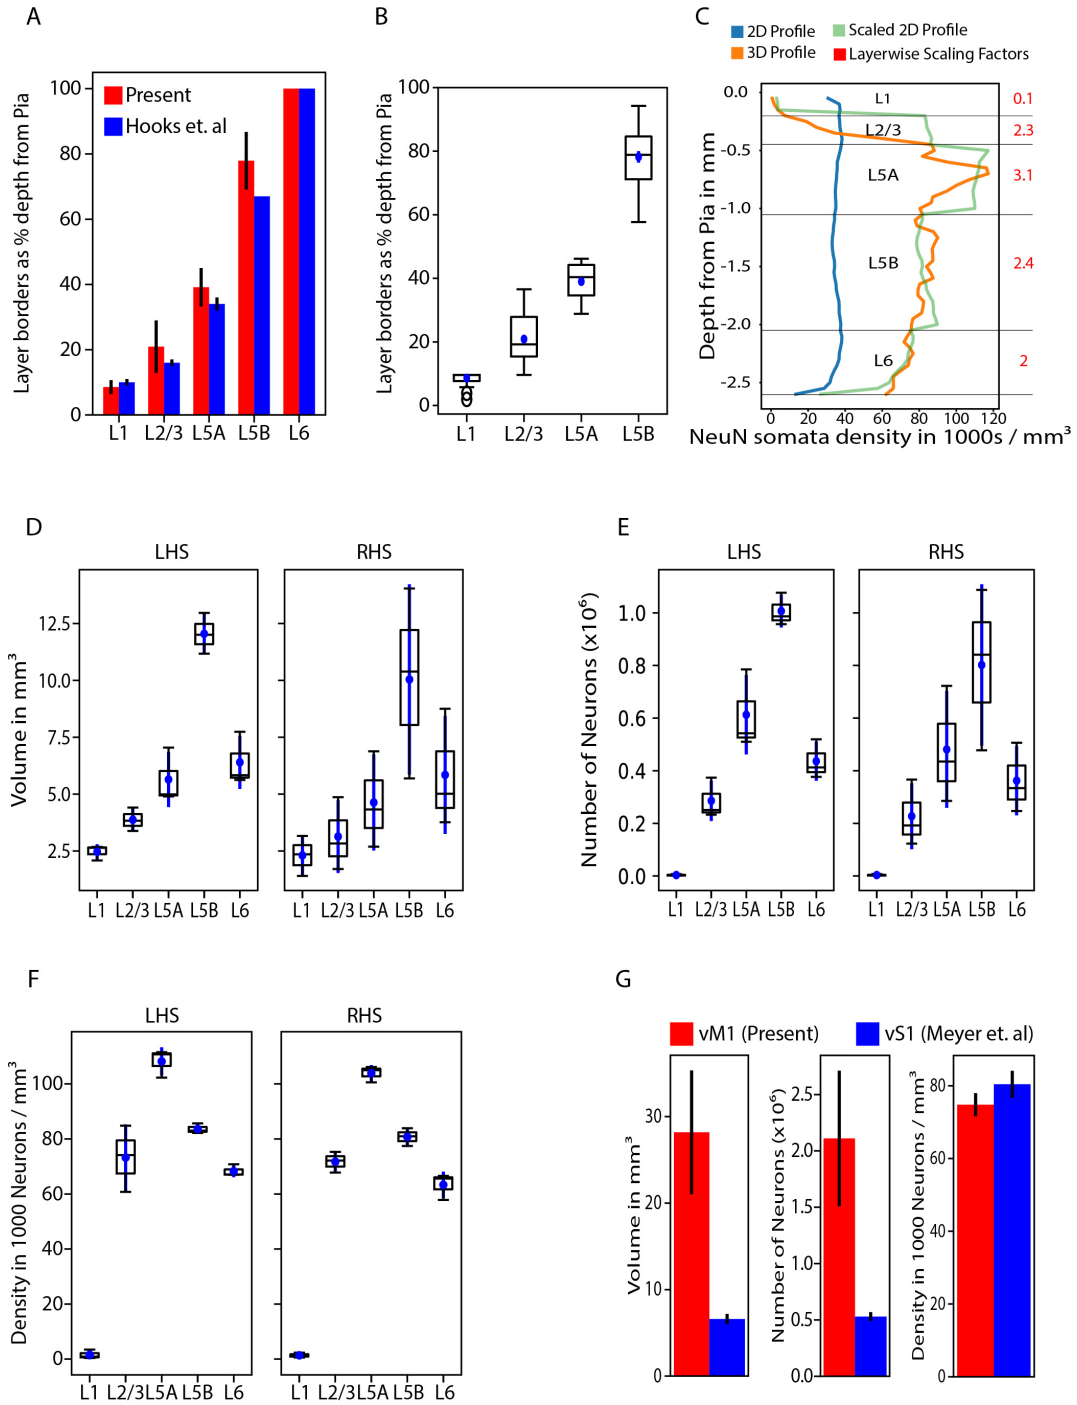 A
Layer borders as % depth from Pia
100
80
60
40
20
0
Present
Hooks et. al
L1 L2/3 L5A L5B L6
B
Layer borders as % depth from Pia
100
80
60
40
20
0
L1 L2/3 L5A L5B
C
2D Profile
Scaled 2D Profile
3D Profile
Layerwise Scaling Factors
Depth from Pia in mm
0.0
-0.5
-1.0
-1.5
-2.0
-2.5
L1
L2/3
L5A
L5B
L6
0.1
2.3
3.1
2.4
2
0 20 40 60 80 100 120
NeuN somata density in 1000s / mm³
D
LHS RHS
Volume in mm³
12.5
10.0
7.5
5.0
2.5
L1 L2/3 L5A L5B L6
L1 L2/3 L5A L5B L6
E
LHS RHS
Number of Neurons (x10⁶)
1.0
0.8
0.6
0.4
0.2
0.0
L1 L2/3 L5A L5B L6
L1 L2/3 L5A L5B L6
F
LHS RHS
Density in 1000 Neurons / mm³
100
80
60
40
20
0
L1 L2/3 L5A L5B L6
L1 L2/3 L5A L5B L6
G
vM1 (Present)
vS1 (Meyer et. al)
Volume in mm³
30
20
10
0
Number of Neurons (x10⁶)
2.5
2.0
1.5
1.0
0.5
0.0
Density in 1000 Neurons / mm³
80
60
40
20
0